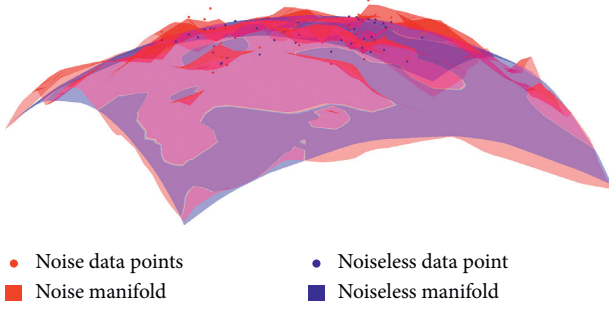 Noise data points
Noiseless data point
Noise manifold
Noiseless manifold